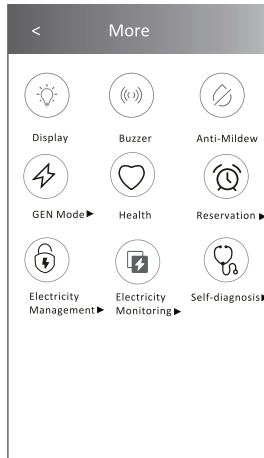 < More
Display Buzzer Anti-Mildew
GEN Mode▶ Health Reservation▶
Electricity Electricity Self-diagnosis▶
Management▶ Monitoring▶